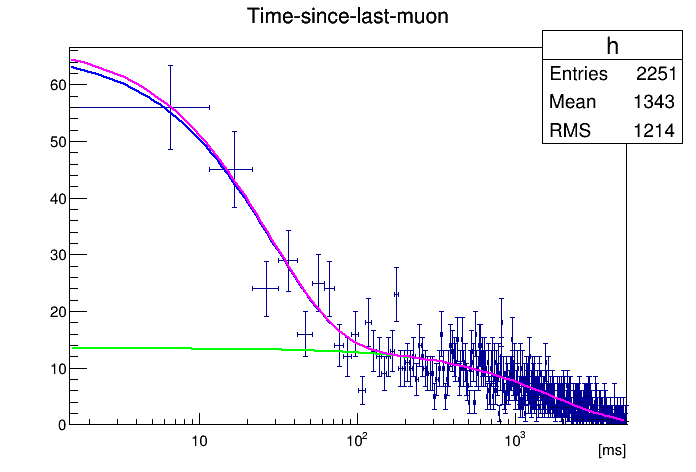 Time-since-last-muon
h
Entries 2251
Mean 1343
RMS 1214
60
50
40
30
20
10
0
10 10² 10³
[ms]